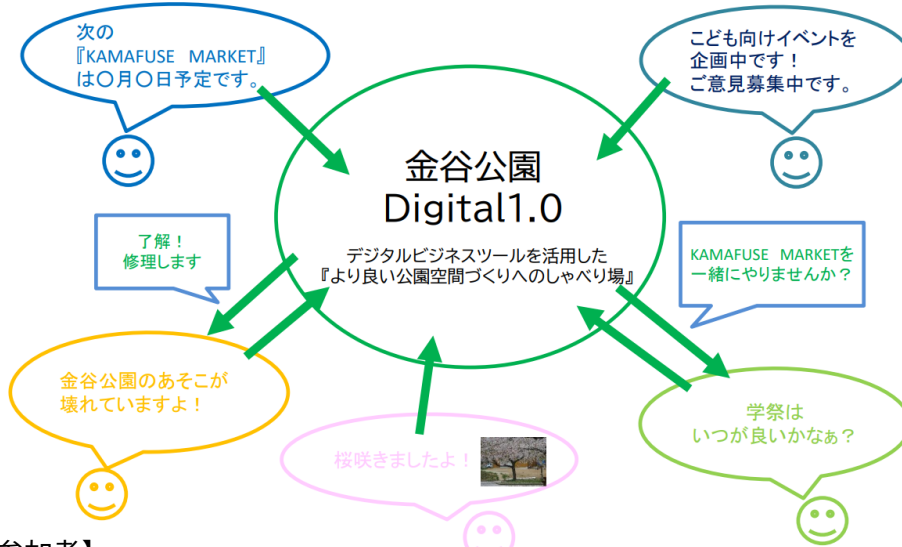 次の
『KAMAFUSE　MARKET』
は〇月〇日予定です。
こども向けイベントを
企画中です！
ご意見募集中です。
金谷公園
Digital1.0
デジタルビジネスツールを活用した
『より良い公園空間づくりへのしゃべり場』
了解！
修理します
KAMAFUSE　MARKETを
一緒にやりませんか？
金谷公園のあそこが
壊れていますよ！
桜咲きましたよ！
学祭は
いつが良いかなぁ？